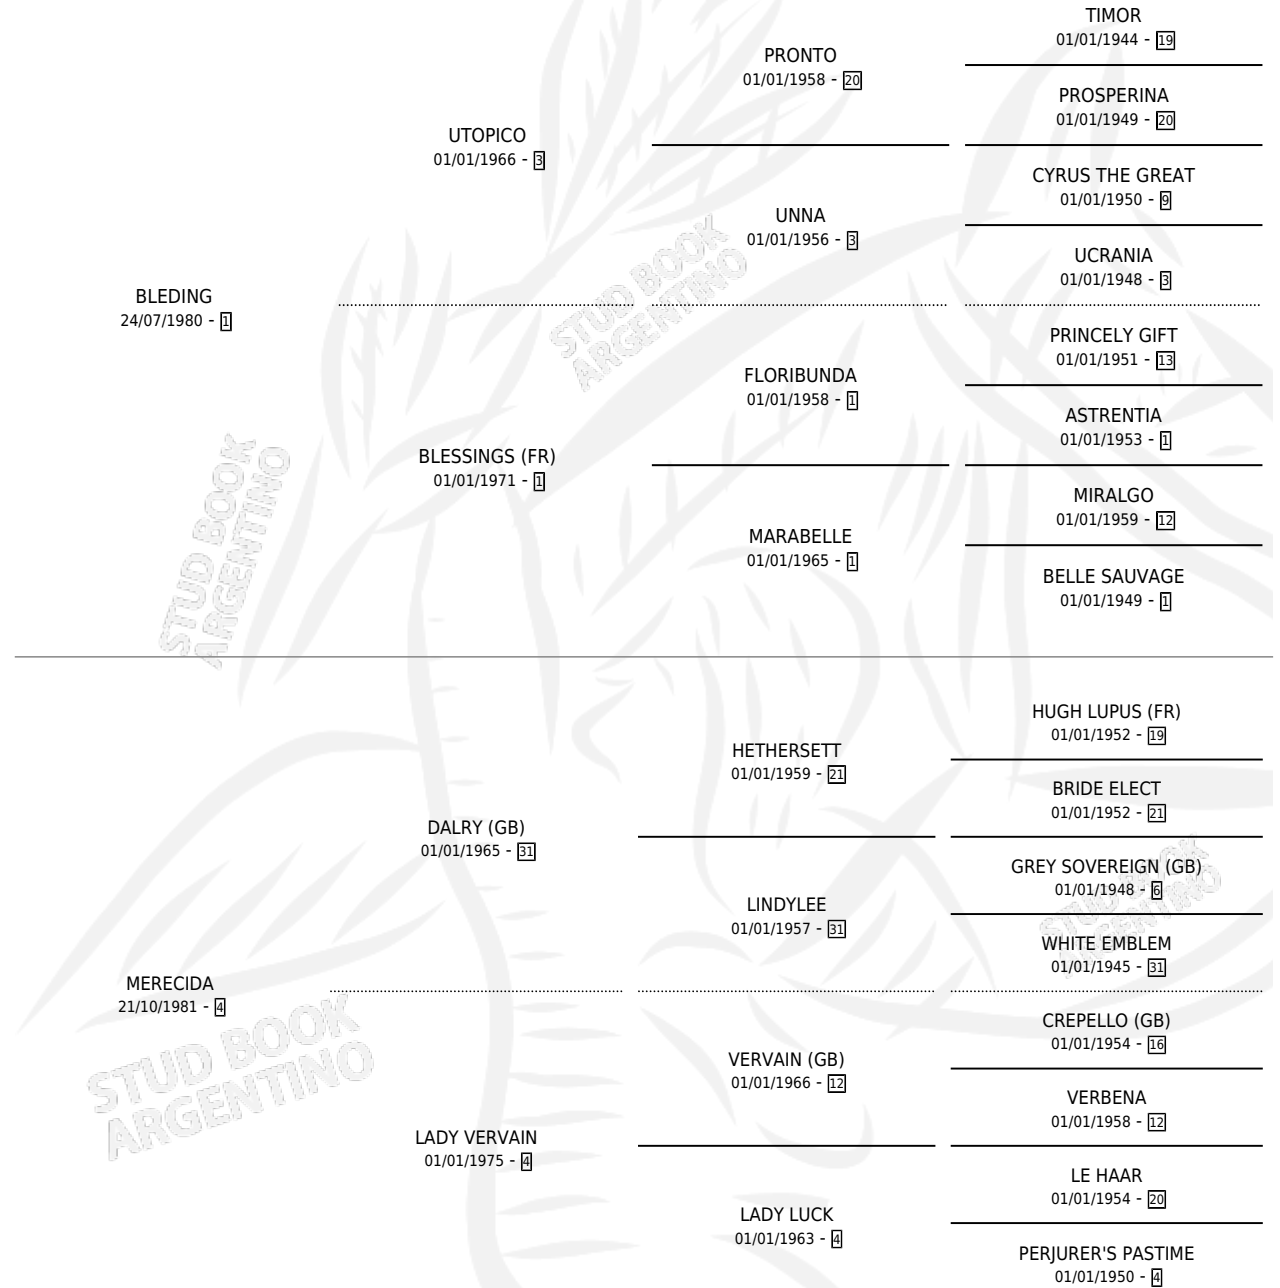 BLEDING
24/07/1980 - 1
UTOPICO
01/01/1966 - 3
PRONTO
01/01/1958 - 20
TIMOR
01/01/1944 - 19
PROSPERINA
01/01/1949 - 20
UNNA
01/01/1956 - 3
CYRUS THE GREAT
01/01/1950 - 9
UCRANIA
01/01/1948 - 3
BLESSINGS (FR)
01/01/1971 - 1
FLORIBUNDA
01/01/1958 - 1
PRINCELY GIFT
01/01/1951 - 13
ASTRENTIA
01/01/1953 - 1
MARABELLE
01/01/1965 - 1
MIRALGO
01/01/1959 - 12
BELLE SAUVAGE
01/01/1949 - 1
MERECIDA
21/10/1981 - 4
DALRY (GB)
01/01/1965 - 31
HETHERSETT
01/01/1959 - 21
HUGH LUPUS (FR)
01/01/1952 - 19
BRIDE ELECT
01/01/1952 - 21
LINDYLEE
01/01/1957 - 31
GREY SOVEREIGN (GB)
01/01/1948 - 6
WHITE EMBLEM
01/01/1945 - 31
LADY VERVAIN
01/01/1975 - 4
VERVAIN (GB)
01/01/1966 - 12
CREPELLO (GB)
01/01/1954 - 16
VERBENA
01/01/1958 - 12
LADY LUCK
01/01/1963 - 4
LE HAAR
01/01/1954 - 20
PERJURER'S PASTIME
01/01/1950 - 4
STUD BOOK
ARGENTINO
STUD BOOK
ARGENTINO
STUD BOOK
ARGENTINO
STUD BOOK
ARGENTINO